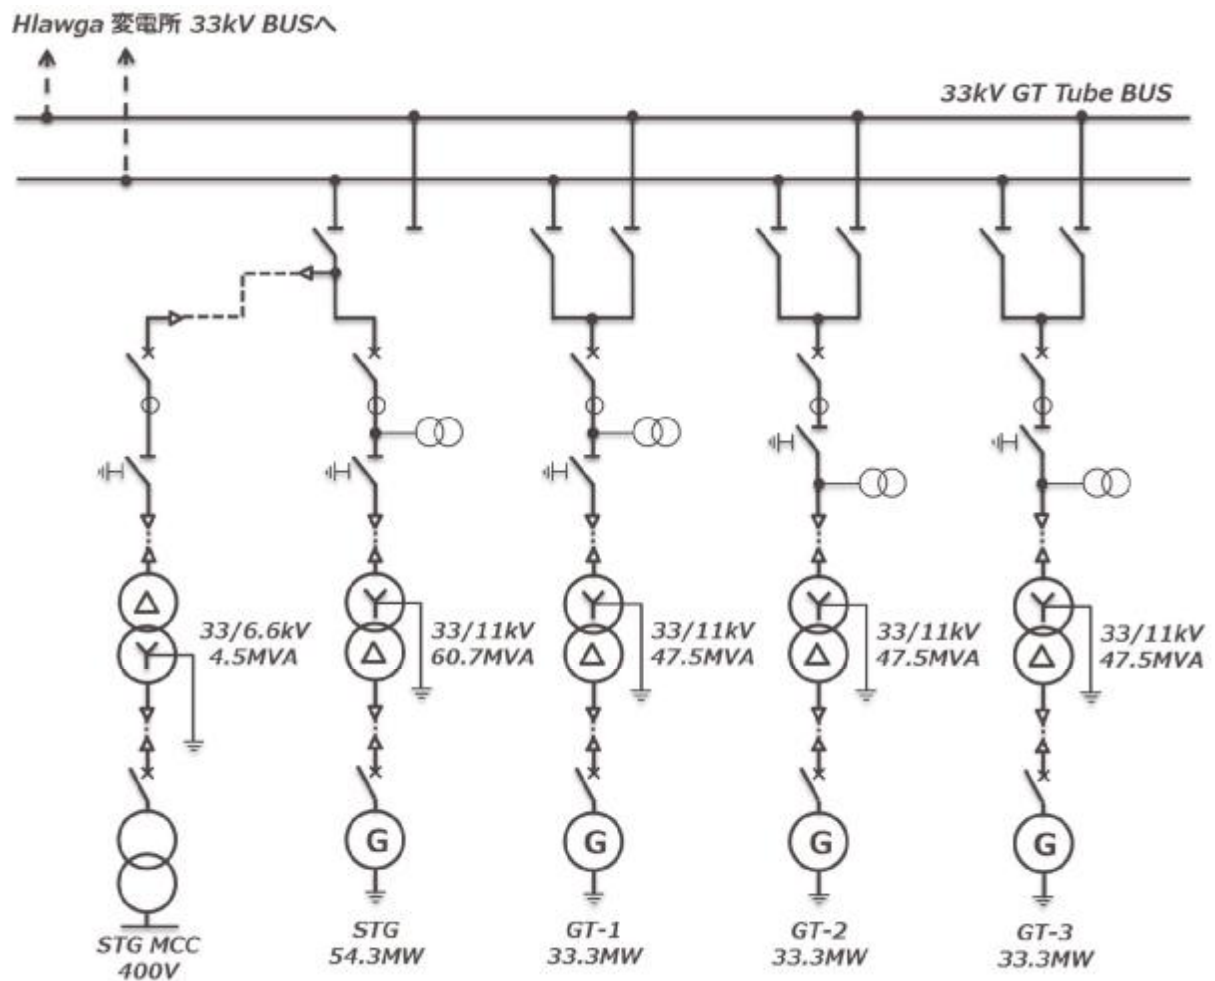 Hlawga 変電所 33kV BUSへ
33kV GT Tube BUS
33/6.6kV
4.5MVA
33/11kV
60.7MVA
33/11kV
47.5MVA
33/11kV
47.5MVA
33/11kV
47.5MVA
G
G
G
G
STG MCC
400V
STG
54.3MW
GT-1
33.3MW
GT-2
33.3MW
GT-3
33.3MW